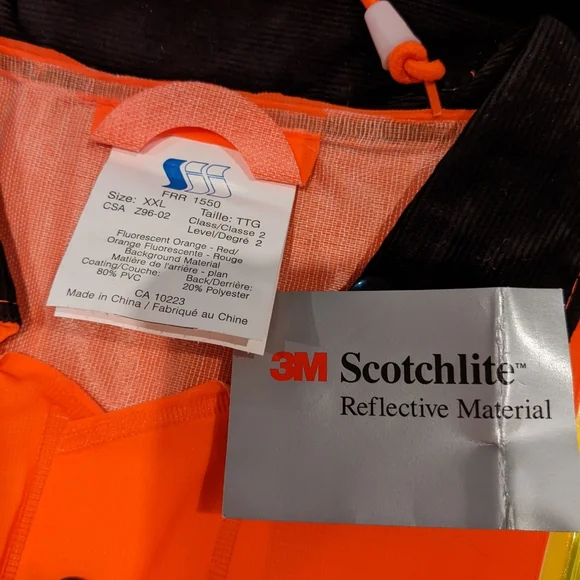 SFS
FRR 1550
Size: XXL Taille: TTG
CSA Z96-02 Class/Classe 2
Level/Degré 2
Fluorescent Orange - Red/
Orange Fluorescente - Rouge
Background Material
Matière de l'arrière - plan
Coating/Couche: Back/Derrière:
80% PVC 20% Polyester
CA 10223
Made in China / Fabriqué au Chine
3M Scotchlite™
Reflective Material